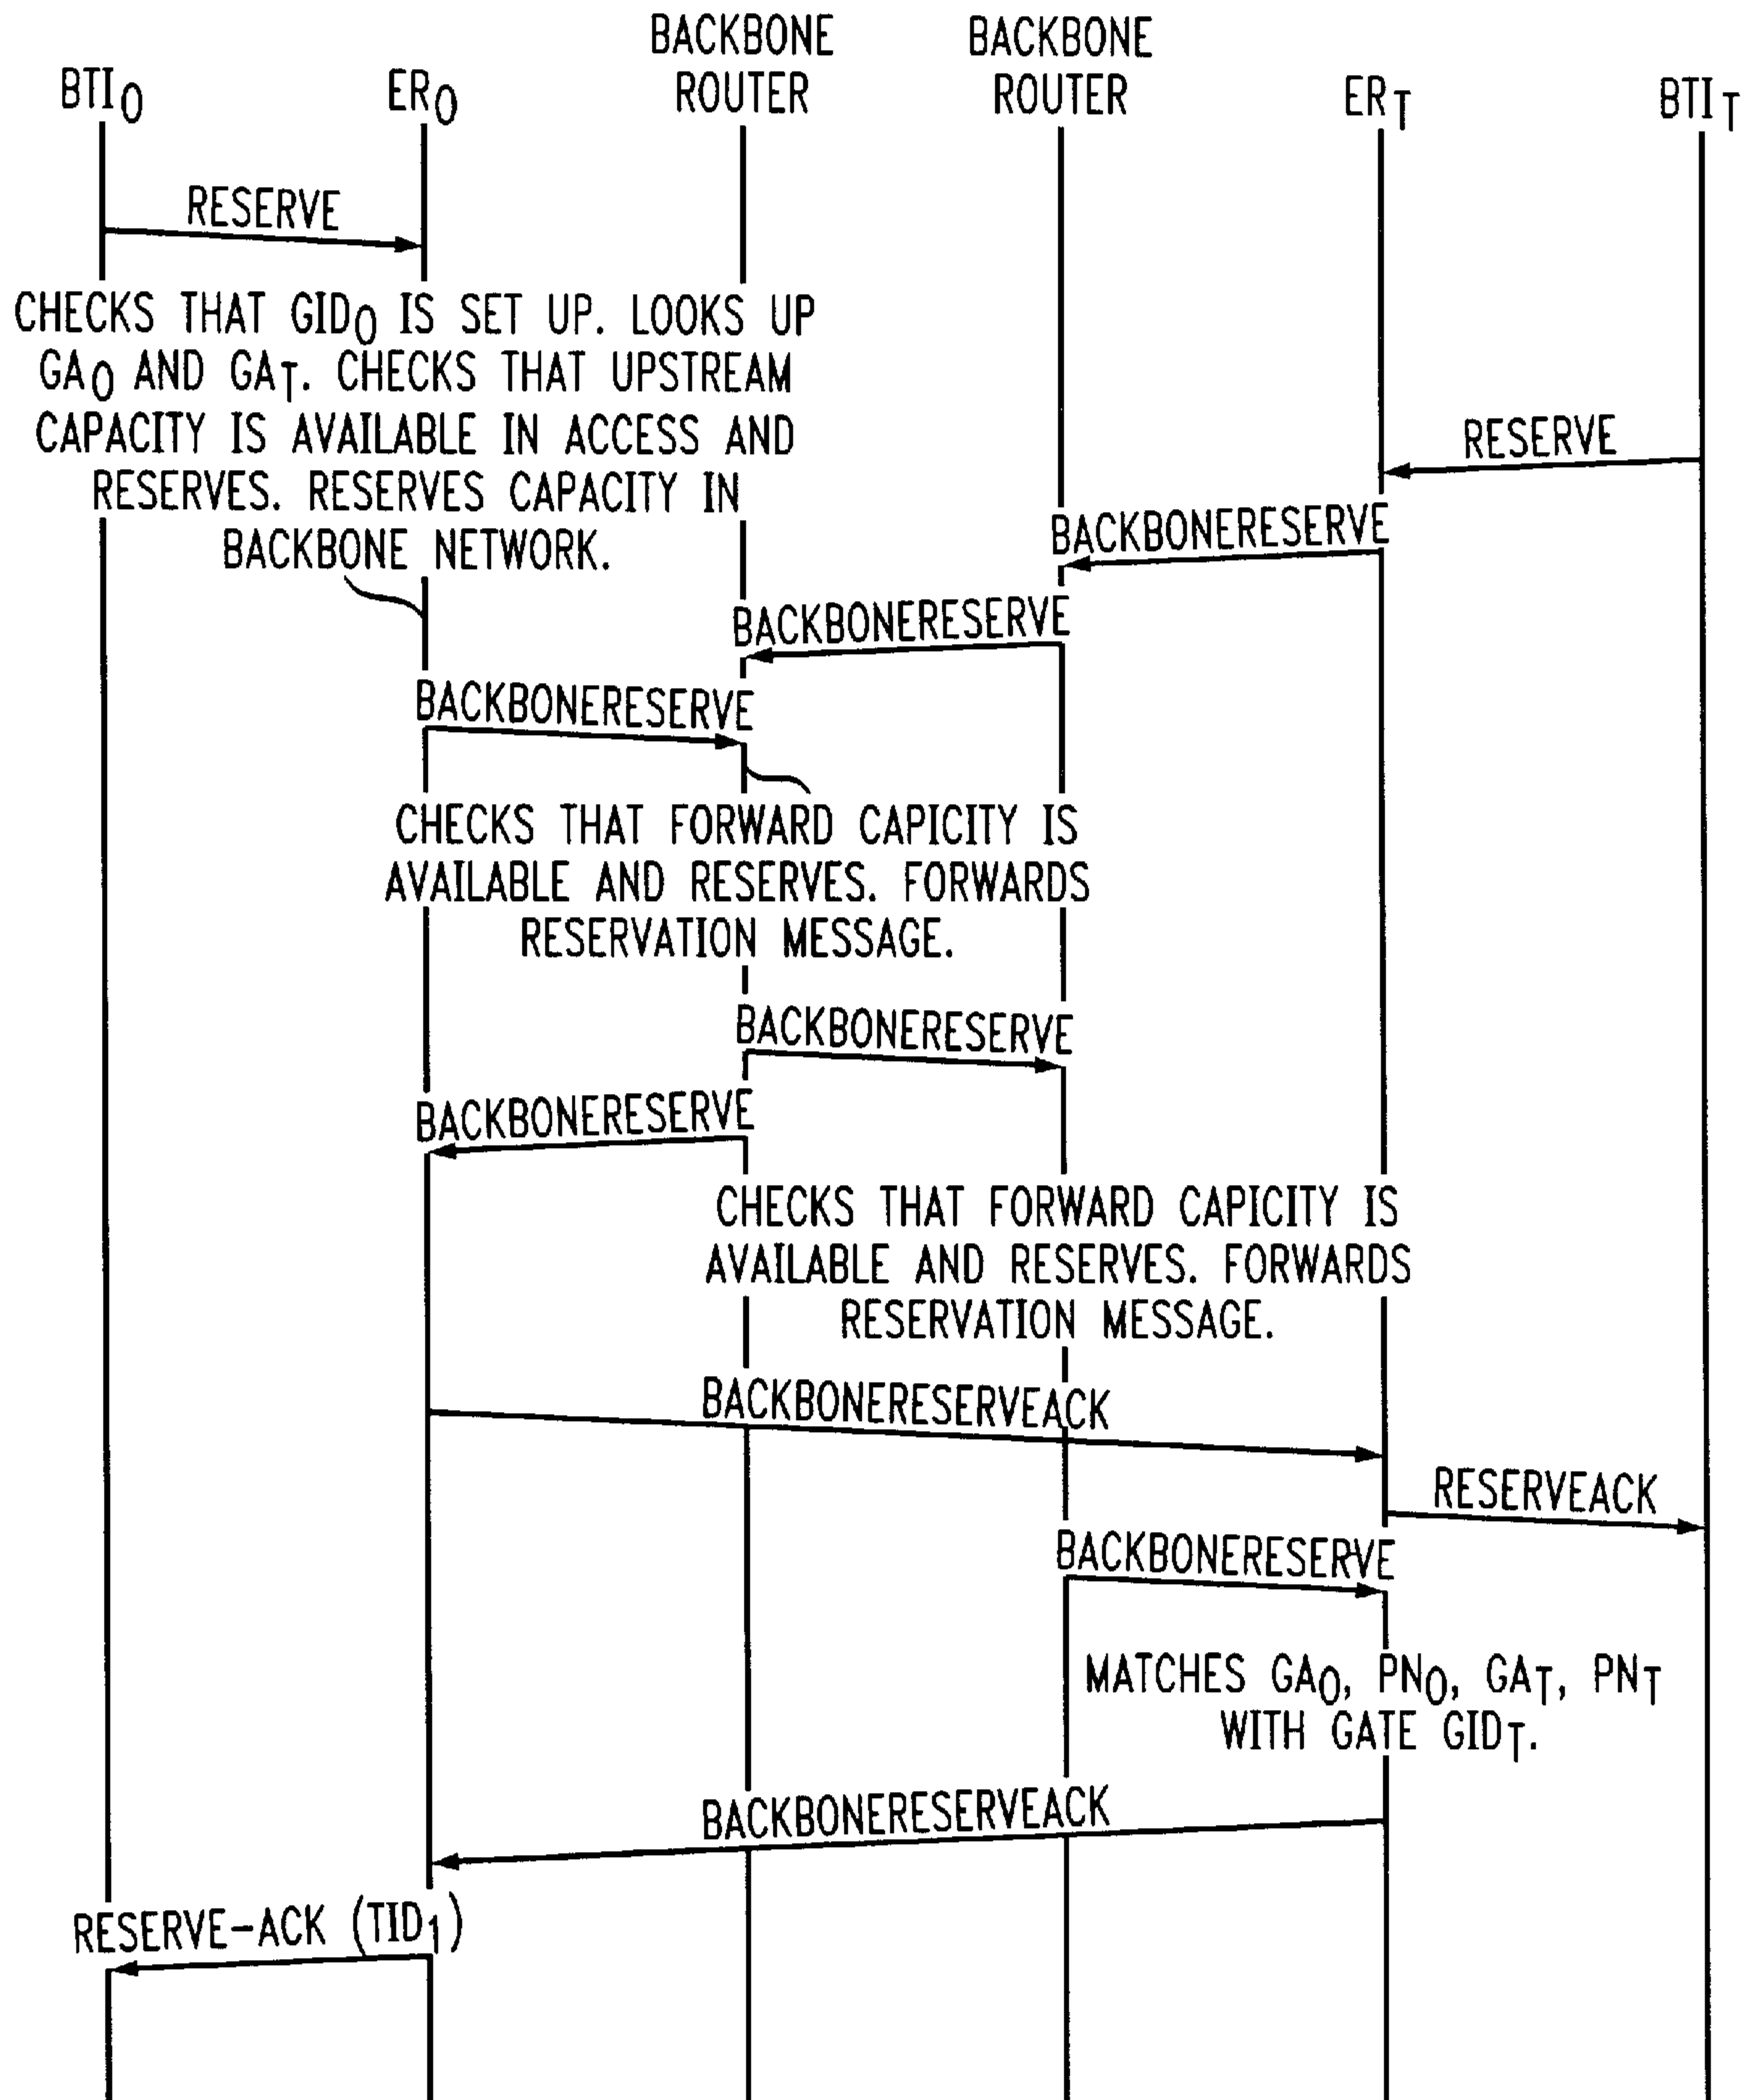 BACKBONE ROUTER
BACKBONE ROUTER
BTIO
ERO
ERT
BTIT
RESERVE
CHECKS THAT GIDO IS SET UP. LOOKS UP
GAO AND GAT. CHECKS THAT UPSTREAM
CAPACITY IS AVAILABLE IN ACCESS AND
RESERVES. RESERVES CAPACITY IN
BACKBONE NETWORK.
RESERVE
BACKBONERESERVE
BACKBONERESERVE
BACKBONERESERVE
CHECKS THAT FORWARD CAPICITY IS
AVAILABLE AND RESERVES. FORWARDS
RESERVATION MESSAGE.
BACKBONERESERVE
BACKBONERESERVE
CHECKS THAT FORWARD CAPICITY IS
AVAILABLE AND RESERVES. FORWARDS
RESERVATION MESSAGE.
BACKBONERESERVEACK
RESERVEACK
BACKBONERESERVE
MATCHES GAO, PNO, GAT, PNT
WITH GATE GIDT.
BACKBONERESERVEACK
RESERVE-ACK (TID1)